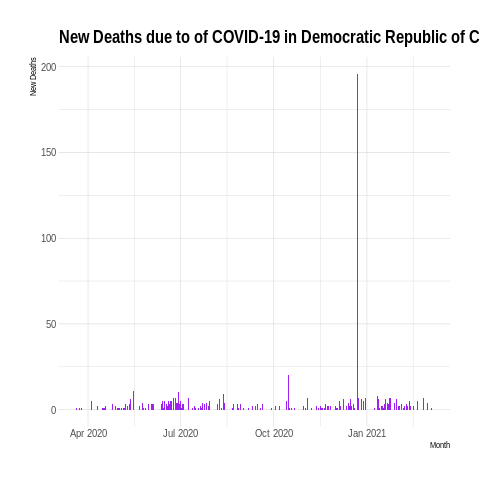 New Deaths due to of COVID-19 in Democratic Republic of C
New Deaths
200
150
100
50
0
Apr 2020
Jul 2020
Oct 2020
Jan 2021
Month